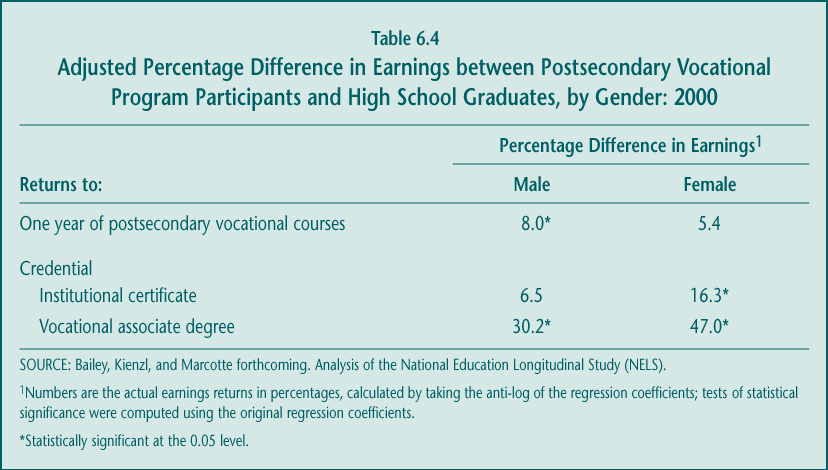 Table 6.4
Adjusted Percentage Difference in Earnings between Postsecondary Vocational
Program Participants and High School Graduates, by Gender: 2000
Percentage Difference in Earnings¹
Returns to: Male Female
One year of postsecondary vocational courses 8.0* 5.4
Credential
Institutional certificate 6.5 16.3*
Vocational associate degree 30.2* 47.0*
SOURCE: Bailey, Kienzl, and Marcotte forthcoming. Analysis of the National Education Longitudinal Study (NELS).
¹Numbers are the actual earnings returns in percentages, calculated by taking the anti-log of the regression coefficients; tests of statistical
significance were computed using the original regression coefficients.
*Statistically significant at the 0.05 level.